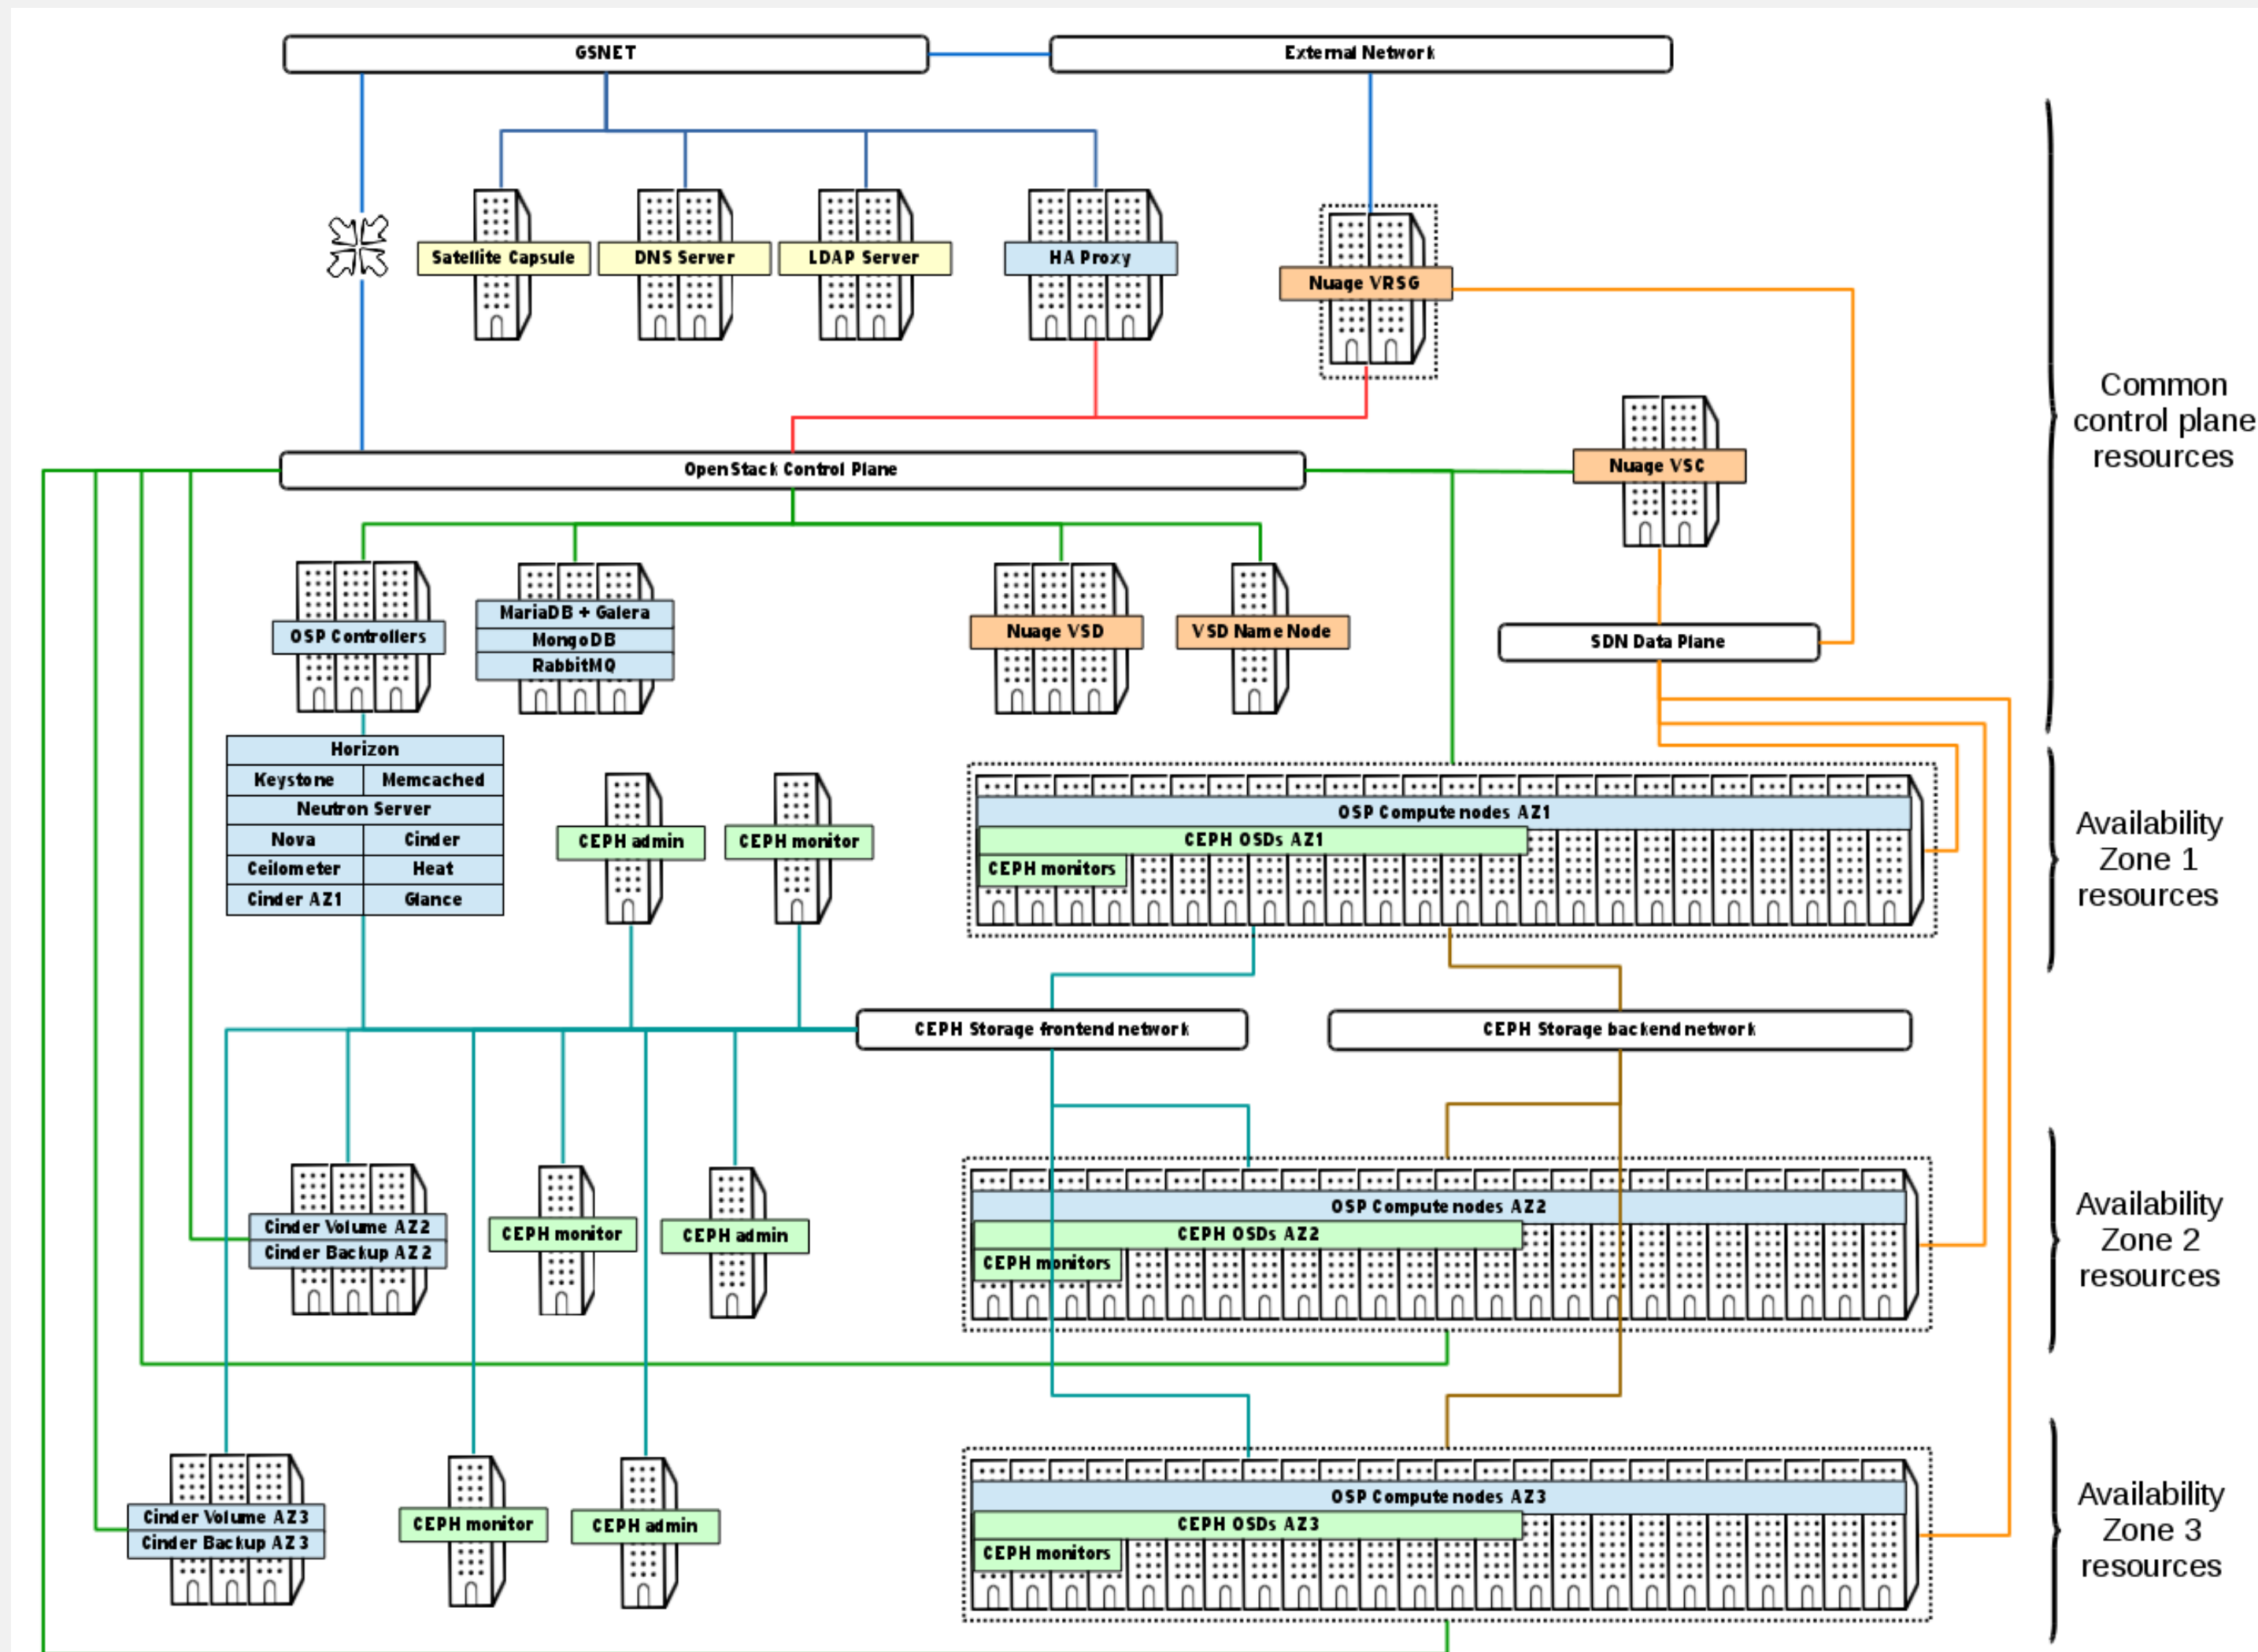 GSNET
External Network
Satellite Capsule
DNS Server
LDAP Server
HA Proxy
Nuage VRSG
Common
control plane
resources
OpenStack Control Plane
Nuage VSC
OSP Controllers
MariaDB + Galera
MongoDB
RabbitMQ
Nuage VSD
VSD Name Node
SDN Data Plane
Horizon
Keystone
Memcached
Neutron Server
Nova
Cinder
Ceilometer
Heat
Cinder AZ1
Glance
CEPH admin
CEPH monitor
OSP Compute nodes AZ1
CEPH OSDs AZ1
CEPH monitors
Availability
Zone 1
resources
CEPH Storage frontend network
CEPH Storage backend network
Cinder Volume AZ2
Cinder Backup AZ2
CEPH monitor
CEPH admin
OSP Compute nodes AZ2
CEPH OSDs AZ2
CEPH monitors
Availability
Zone 2
resources
Cinder Volume AZ3
Cinder Backup AZ3
CEPH monitor
CEPH admin
OSP Compute nodes AZ3
CEPH OSDs AZ3
CEPH monitors
Availability
Zone 3
resources